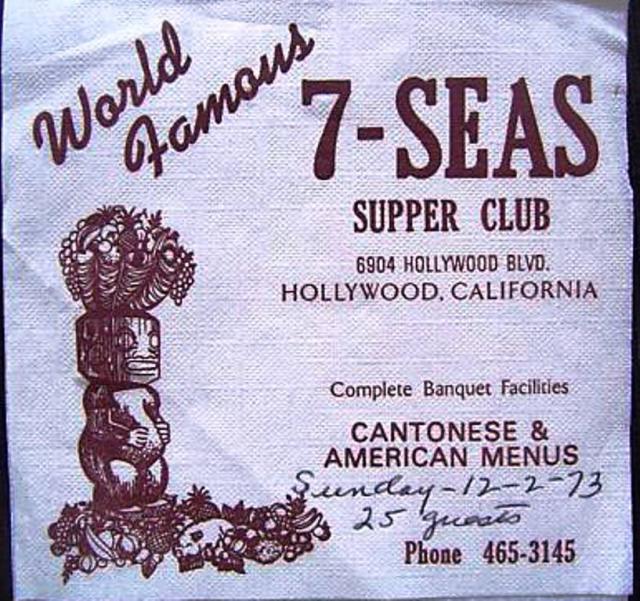 World
Famous
7-SEAS
SUPPER CLUB
6904 HOLLYWOOD BLVD.
HOLLYWOOD, CALIFORNIA
Complete Banquet Facilities
CANTONESE &
AMERICAN MENUS
Sunday-12-2-73
25 guests
Phone 465-3145